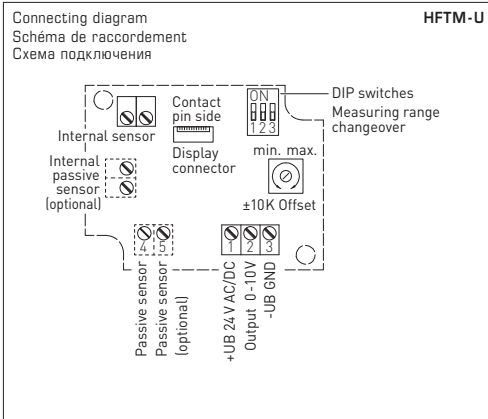 Connecting diagram
HFTM-U
Schéma de raccordement
Схема подключения
ON
1 2 3
DIP switches
Measuring range
changeover
Contact
pin side
Internal sensor
Display
connector
Internal
passive
sensor
(optional)
min. max.
±10K Offset
4 5
1 2 3
Passive sensor
Passive sensor
(optional)
+UB 24 V AC/DC
Output 0-10V
-UB GND